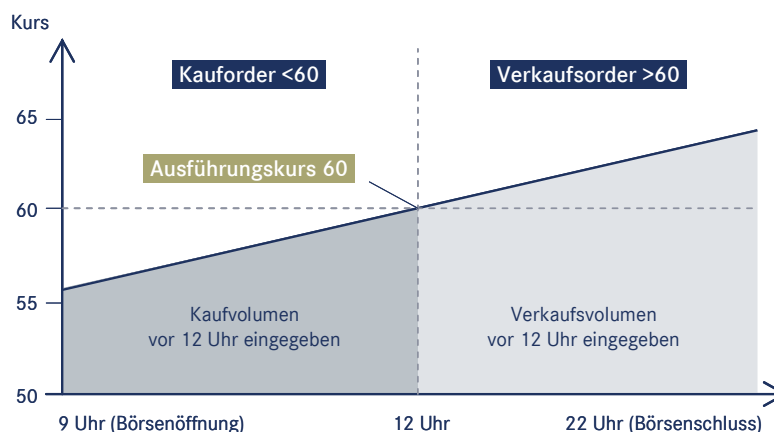 Kurs
Kauforder <60
Verkaufsorder >60
65
Ausführungskurs 60
60
55
Kaufvolumen
vor 12 Uhr eingegeben
Verkaufsvolumen
vor 12 Uhr eingegeben
50
9 Uhr (Börsenöffnung)
12 Uhr
22 Uhr (Börsenschluss)